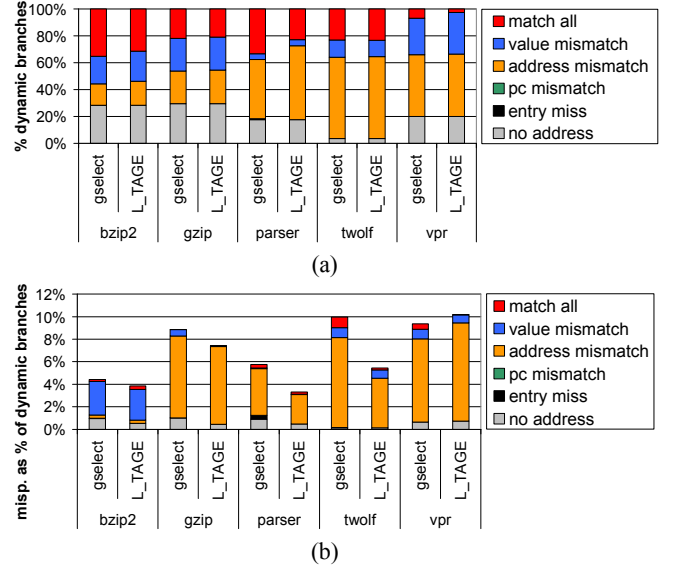 % dynamic branches
100%
80%
60%
40%
20%
0%
gselect
L_TAGE
gselect
L_TAGE
gselect
L_TAGE
gselect
L_TAGE
gselect
L_TAGE
bzip2
gzip
parser
twolf
vpr
match all
value mismatch
address mismatch
pc mismatch
entry miss
no address
(a)
misp. as % of dynamic branches
12%
10%
8%
6%
4%
2%
0%
gselect
L_TAGE
gselect
L_TAGE
gselect
L_TAGE
gselect
L_TAGE
gselect
L_TAGE
bzip2
gzip
parser
twolf
vpr
match all
value mismatch
address mismatch
pc mismatch
entry miss
no address
(b)